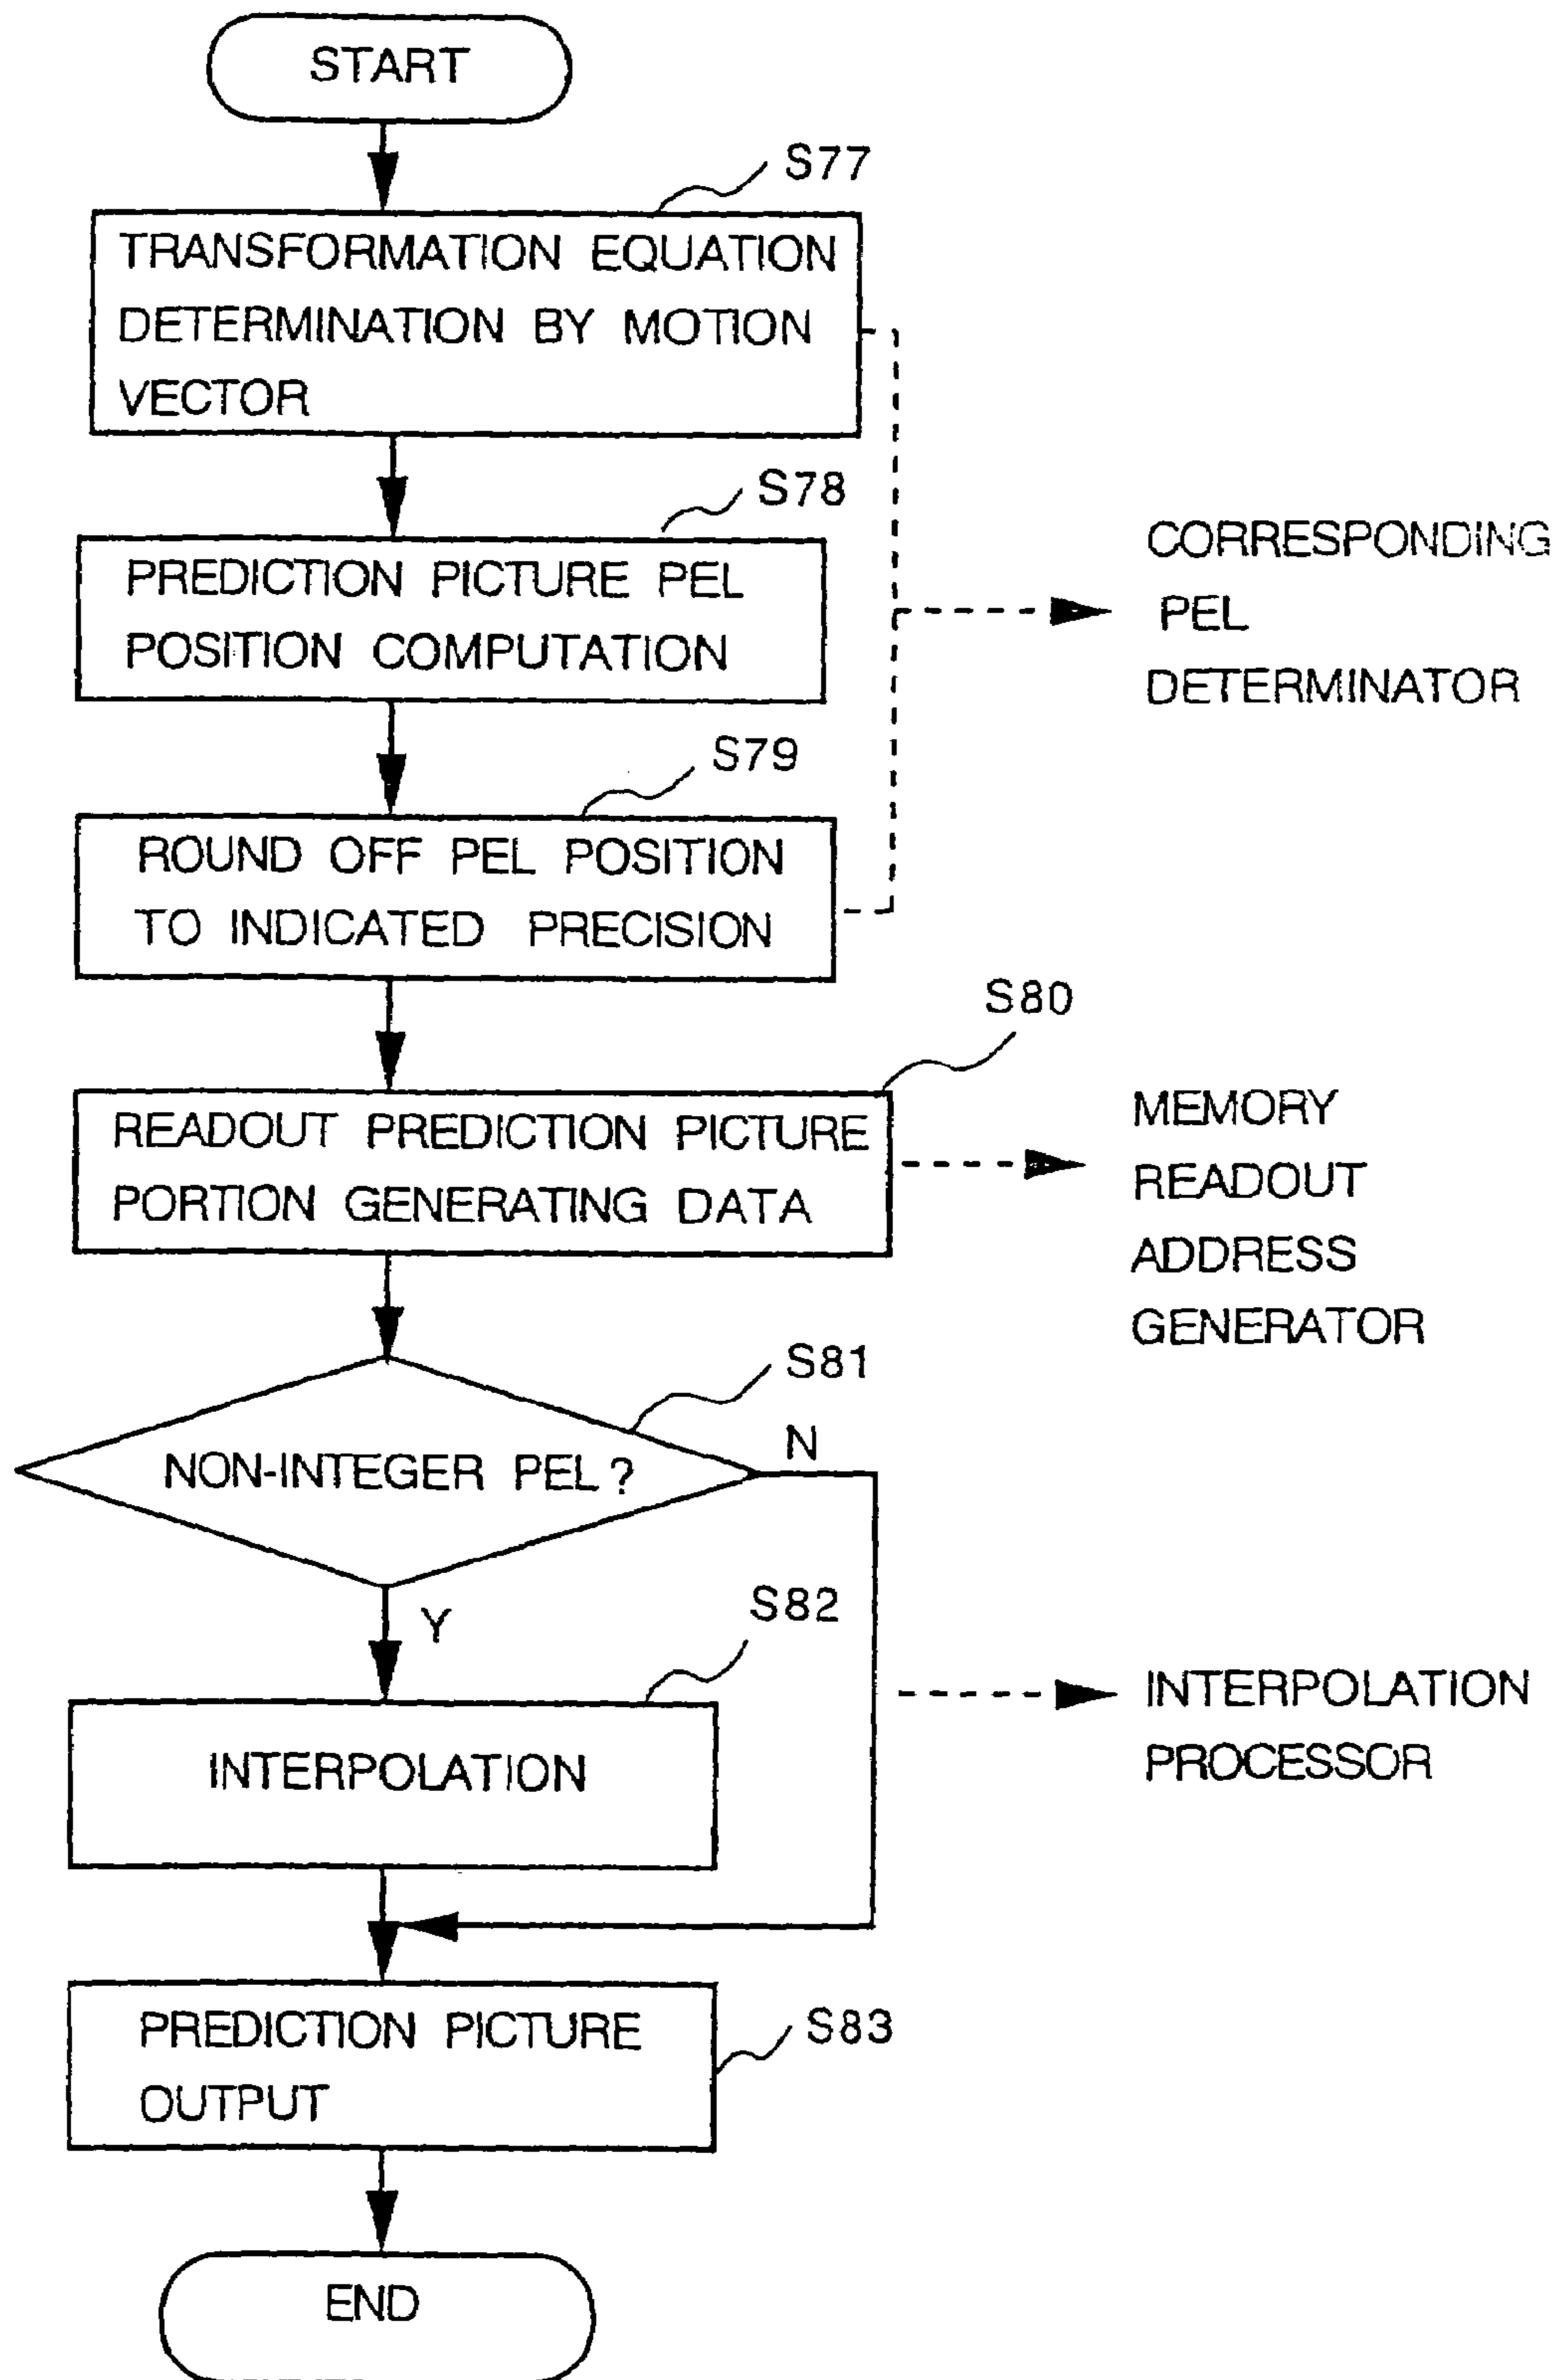 START
S77
TRANSFORMATION EQUATION
DETERMINATION BY MOTION
VECTOR
S78
PREDICTION PICTURE PEL
POSITION COMPUTATION
CORRESPONDING
PEL
DETERMINATOR
S79
ROUND OFF PEL POSITION
TO INDICATED PRECISION
S80
READOUT PREDICTION PICTURE
PORTION GENERATING DATA
MEMORY
READOUT
ADDRESS
GENERATOR
S81
NON-INTEGER PEL?
N
Y
S82
INTERPOLATION
INTERPOLATION
PROCESSOR
PREDICTION PICTURE
OUTPUT
S83
END